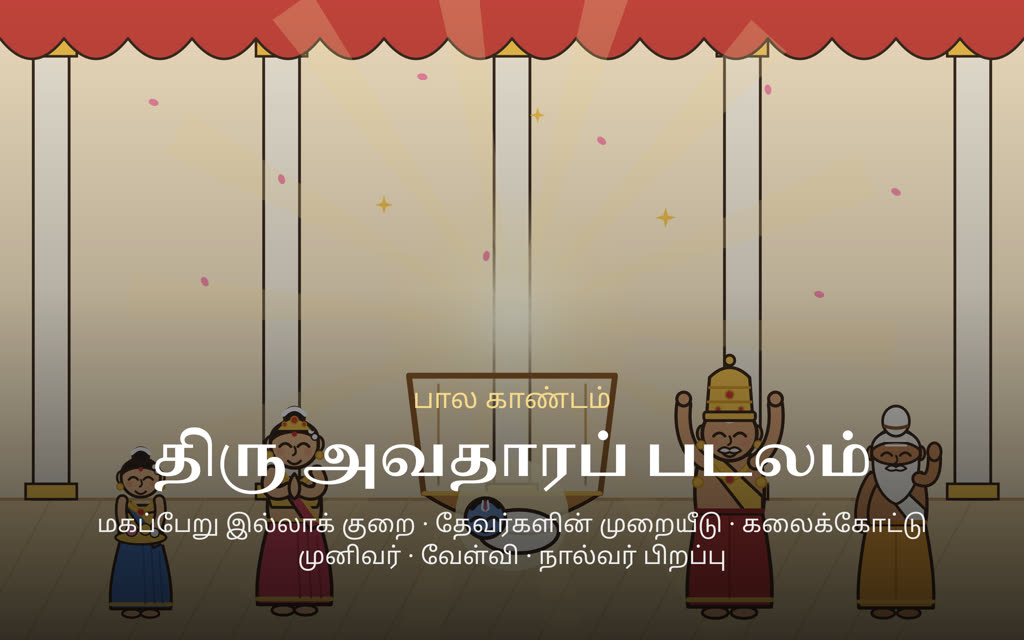 பால காண்டம்
திரு அவதாரப் படலம்
மகப்பேறு இல்லாக் குறை · தேவர்களின் முறையீடு · கலைக்கோட்டு
முனிவர் · வேள்வி · நால்வர் பிறப்பு